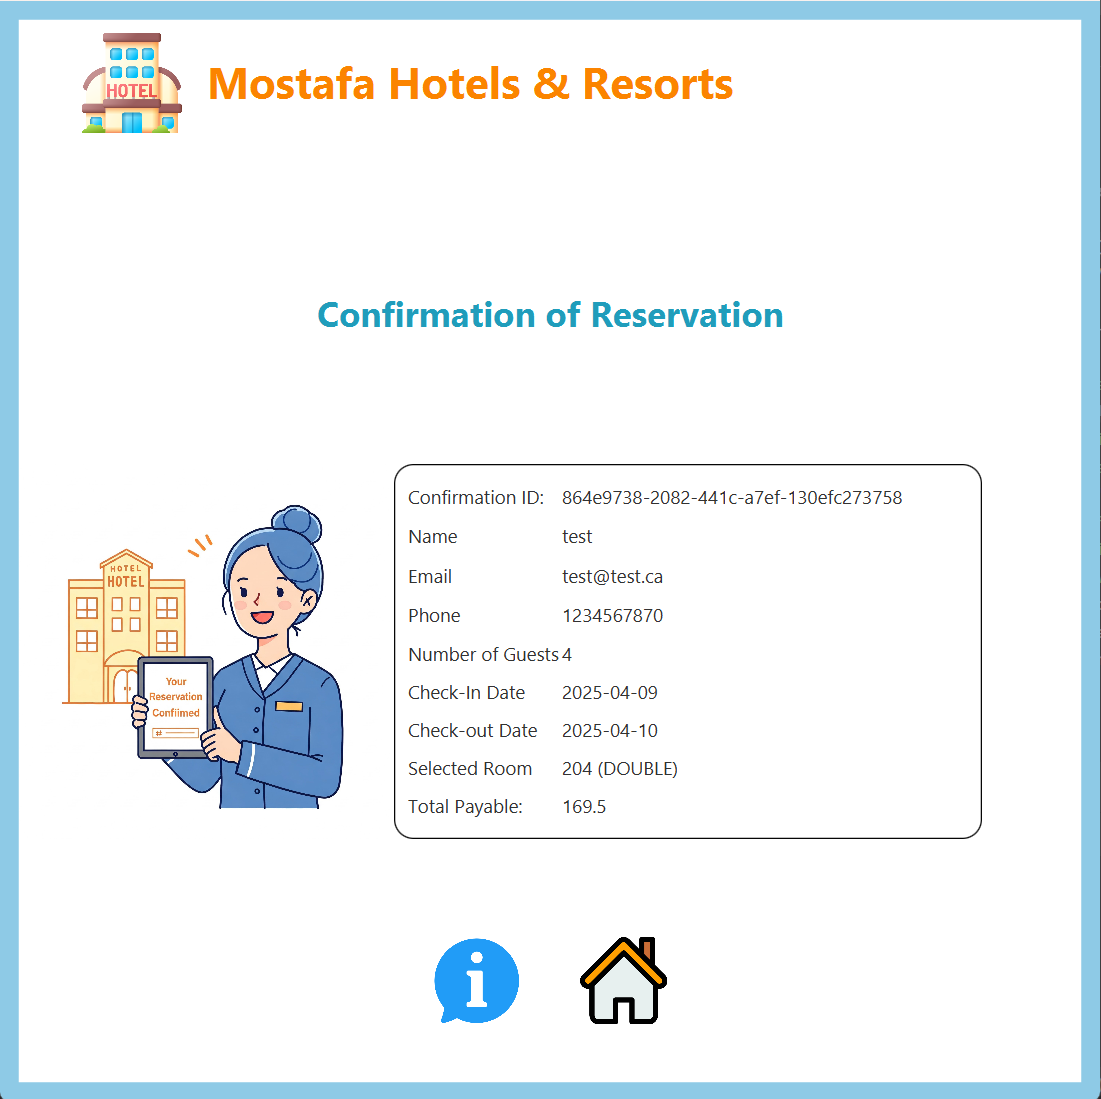 HOTEL
Mostafa Hotels & Resorts
Confirmation of Reservation
HOTEL
HOTEL
Your
Reservation
Confiimed
#
Confirmation ID: 864e9738-2082-441c-a7ef-130efc273758
Name test
Email test@test.ca
Phone 1234567870
Number of Guests 4
Check-In Date 2025-04-09
Check-out Date 2025-04-10
Selected Room 204 (DOUBLE)
Total Payable: 169.5
i